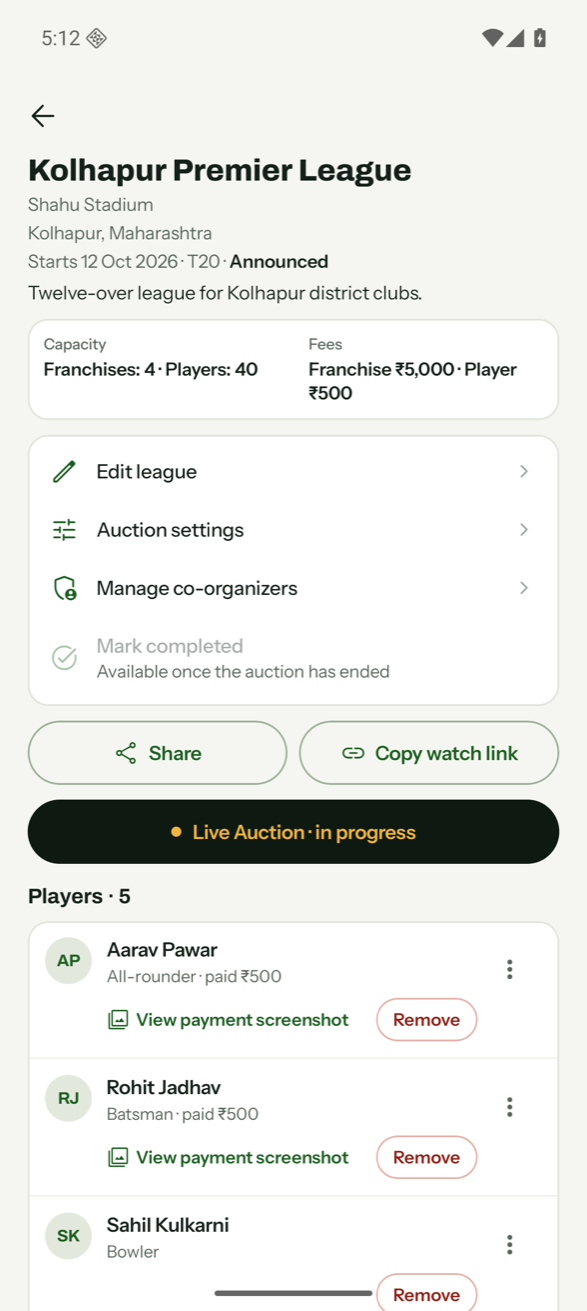 5:12
Kolhapur Premier League
Shahu Stadium
Kolhapur, Maharashtra
Starts 12 Oct 2026 · T20 · Announced
Twelve-over league for Kolhapur district clubs.
Capacity
Franchises: 4 · Players: 40
Fees
Franchise ₹5,000 · Player
₹500
Edit league
Auction settings
Manage co-organizers
Mark completed
Available once the auction has ended
Share
Copy watch link
Live Auction · in progress
Players · 5
AP
Aarav Pawar
All-rounder · paid ₹500
View payment screenshot
Remove
RJ
Rohit Jadhav
Batsman · paid ₹500
View payment screenshot
Remove
SK
Sahil Kulkarni
Bowler
Remove